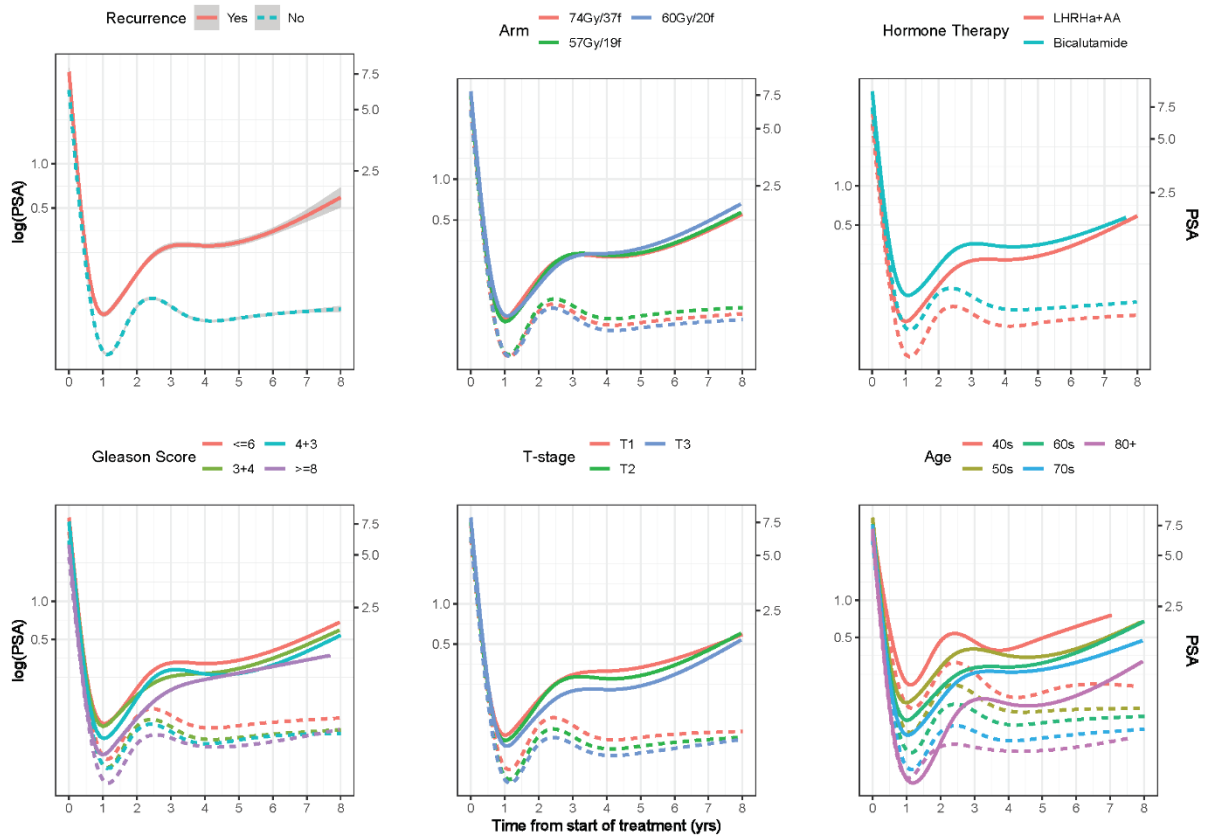 Recurrence Yes No
Arm 74Gy/37f 60Gy/20f
57Gy/19f
Hormone Therapy LHRHa+AA
Bicalutamide
log(PSA)
1.0
0.5
7.5
5.0
2.5
0 1 2 3 4 5 6 7 8
1.0
0.5
7.5
5.0
2.5
0 1 2 3 4 5 6 7 8
1.0
0.5
7.5
5.0
2.5
PSA
0 1 2 3 4 5 6 7 8
Gleason Score <=6 4+3
3+4 >=8
T-stage T1 T3
T2
Age 40s 60s 80+
50s 70s
log(PSA)
1.0
0.5
7.5
5.0
2.5
0 1 2 3 4 5 6 7 8
1.0
0.5
7.5
5.0
2.5
0 1 2 3 4 5 6 7 8
1.0
0.5
7.5
5.0
2.5
PSA
0 1 2 3 4 5 6 7 8
Time from start of treatment (yrs)